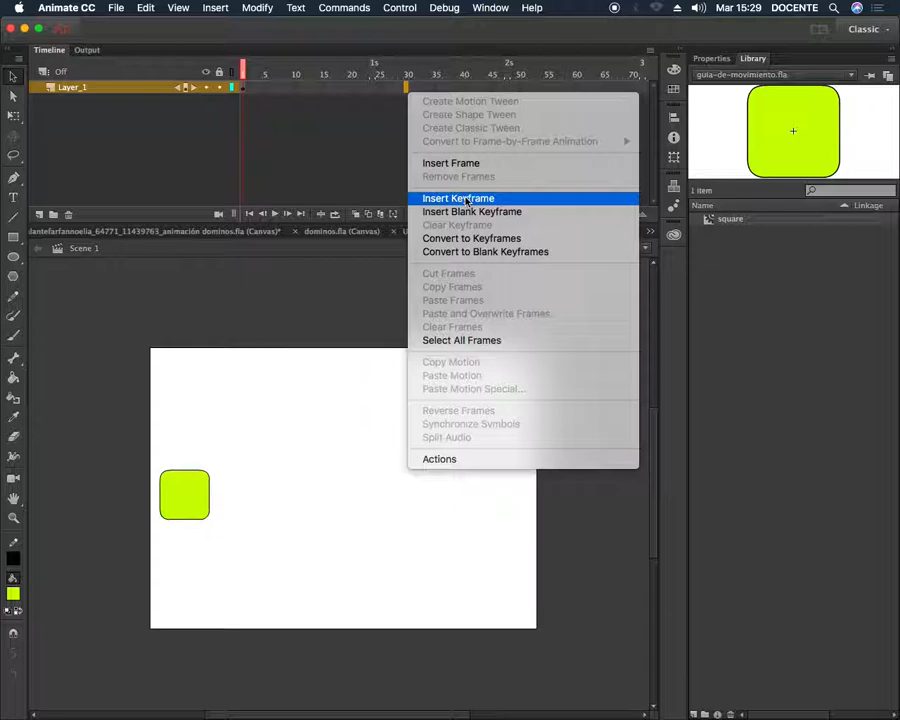 Animate CC File Edit View Insert Modify Text Commands Control Debug Window Help Mar 15:29 DOCENTE
Classic
Timeline Output
Properties Library
Off
1s 2s 3
5 10 15 20 25 30 35 40 45 50 55 60 65 70
guia-de-movimiento.fla
Layer_1
Create Motion Tween
Create Shape Tween
Create Classic Tween
Convert to Frame-by-Frame Animation
Insert Frame
Remove Frames
Insert Keyframe
Insert Blank Keyframe
Clear Keyframe
Convert to Keyframes
Convert to Blank Keyframes
Cut Frames
Copy Frames
Paste Frames
Paste and Overwrite Frames
Clear Frames
Select All Frames
Copy Motion
Paste Motion
Paste Motion Special...
Reverse Frames
Synchronize Symbols
Split Audio
Actions
1 item
Name Linkage
square
lantefarfannoelia_64771_11439763_animación dominos.fla (Canvas)* dominos.fla (Canvas)
Scene 1